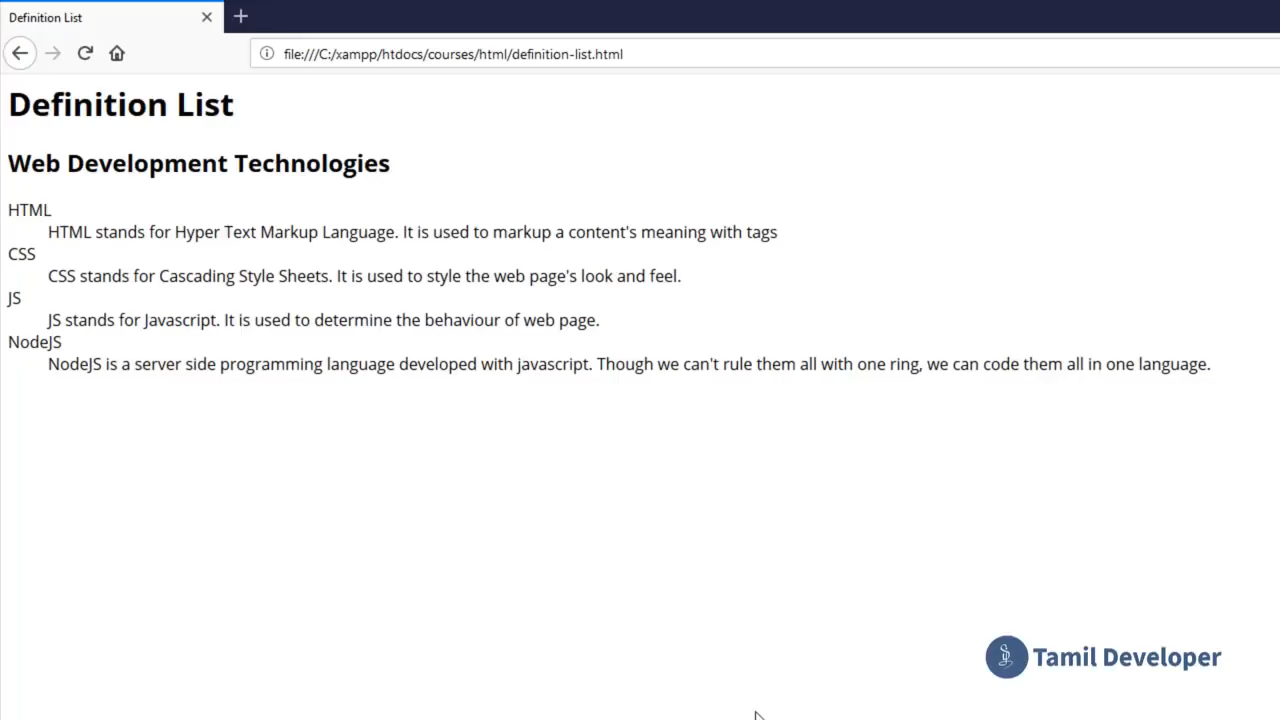 Definition List
file:///C:/xampp/htdocs/courses/html/definition-list.html
Definition List
Web Development Technologies
HTML
HTML stands for Hyper Text Markup Language. It is used to markup a content's meaning with tags
CSS
CSS stands for Cascading Style Sheets. It is used to style the web page's look and feel.
JS
JS stands for Javascript. It is used to determine the behaviour of web page.
NodeJS
NodeJS is a server side programming language developed with javascript. Though we can't rule them all with one ring, we can code them all in one language.
Tamil Developer